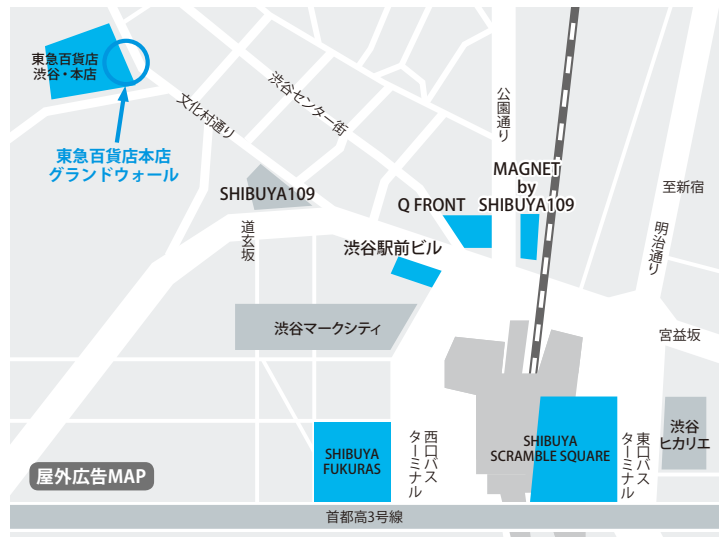 東急百貨店
渋谷・本店
文化村通り
渋谷センター街
公園通り
東急百貨店本店
グランドウォール
MAGNET
by
SHIBUYA109
SHIBUYA109
Q FRONT
至新宿
明治通り
道玄坂
渋谷駅前ビル
渋谷マークシティ
宮益坂
SHIBUYA
FUKURAS
西口バス
ターミナル
SHIBUYA
SCRAMBLE SQUARE
東口バス
ターミナル
渋谷
ヒカリエ
屋外広告MAP
首都高3号線